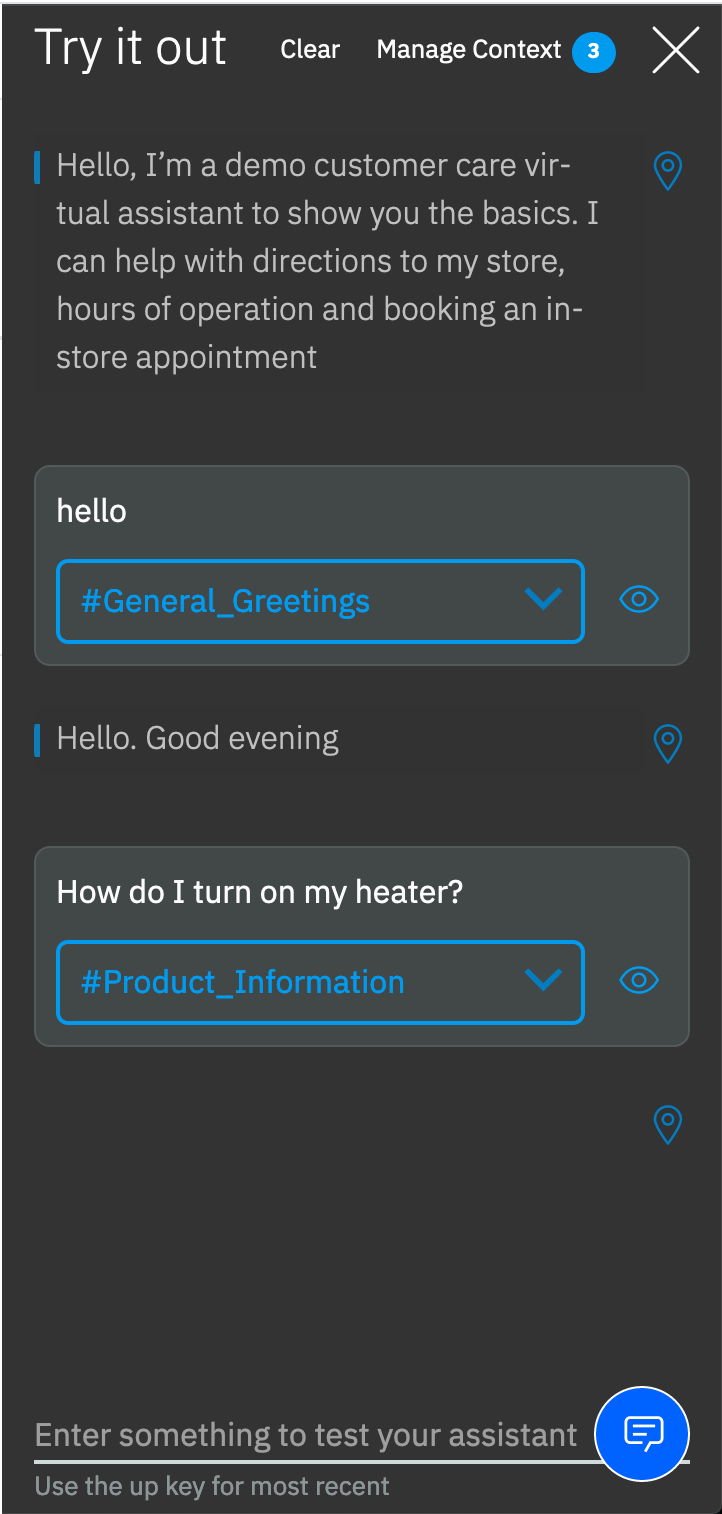 Try it out Clear Manage Context 3
Hello, I’m a demo customer care vir-
tual assistant to show you the basics. I
can help with directions to my store,
hours of operation and booking an in-
store appointment
hello
#General_Greetings
Hello. Good evening
How do I turn on my heater?
#Product_Information
Enter something to test your assistant
Use the up key for most recent